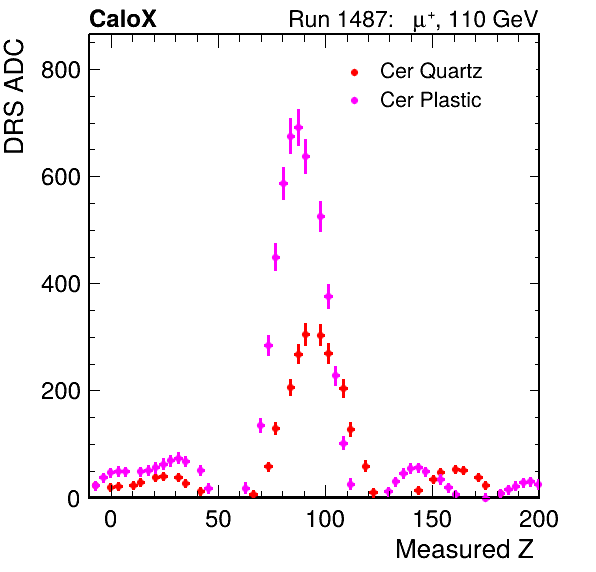 CaloX Run 1487: μ⁺, 110 GeV
DRS ADC
Cer Quartz
Cer Plastic
800
600
400
200
0
0 50 100 150 200
Measured Z